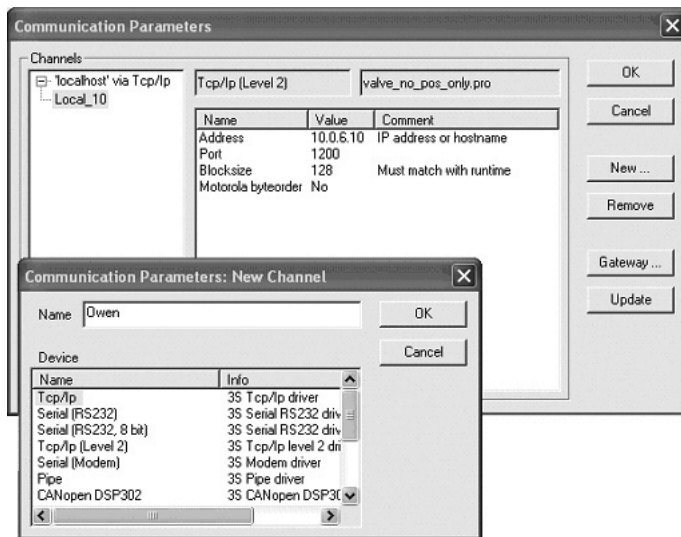 Communication Parameters
Channels
'localhost' via Tcp/Ip
Local_10
Tcp/Ip (Level 2)
valve_no_pos_only.pro
Name Value Comment
Address 10.0.6.10 IP address or hostname
Port 1200
Blocksize 128 Must match with runtime
Motorola byteorder No
OK
Cancel
New ...
Remove
Gateway ...
Update
Communication Parameters: New Channel
Name Owen
OK
Cancel
Device
Name Info
Tcp/Ip 3S Tcp/Ip driver
Serial (RS232) 3S Serial RS232 driv
Serial (RS232, 8 bit) 3S Serial RS232 driv
Tcp/Ip (Level 2) 3S Tcp/Ip level 2 dri
Serial (Modem) 3S Modem driver
Pipe 3S Pipe driver
CANopen DSP302 3S CANopen DSP30